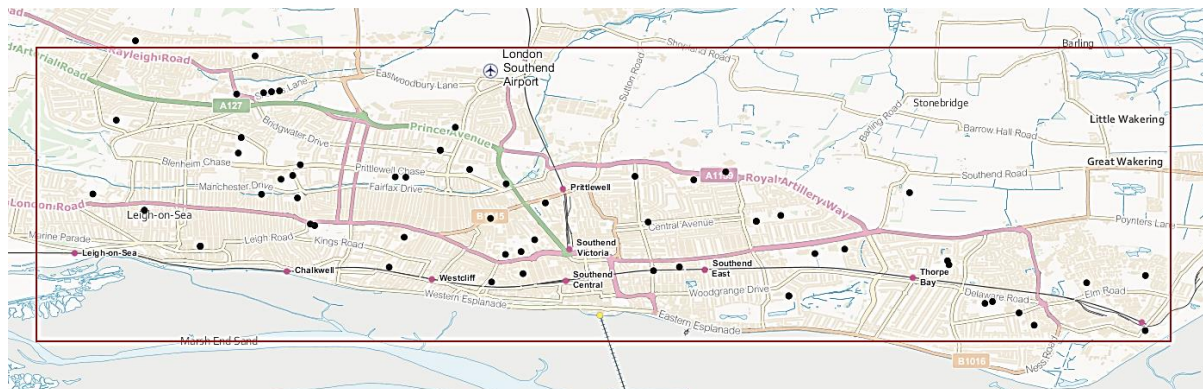 Rayleigh Road
Arterial Road
A127
Eastwoodbury Lane
London
Southend
Airport
Shopland Road
Sutton Road
Barling
Barling Road
Stonebridge
Little Wakering
Barrow Hall Road
Great Wakering
Southend Road
Bridgwater Drive
Prince Avenue
Blenheim Chase
Prittlewell Chase
Manchester Drive
Fairfax Drive
Prittlewell
Royal Artillery Way
London Road
Leigh-on-Sea
Central Avenue
Poynters Lane
Marine Parade
Leigh Road
Kings Road
Leigh-on-Sea
Southend
Victoria
Chalkwell
Westcliff
Southend
Central
Southend
East
Thorpe
Bay
Woodgrange Drive
Delaware Road
Elm Road
Western Esplanade
Eastern Esplanade
Marsh End Sand
Ness Road
B1016